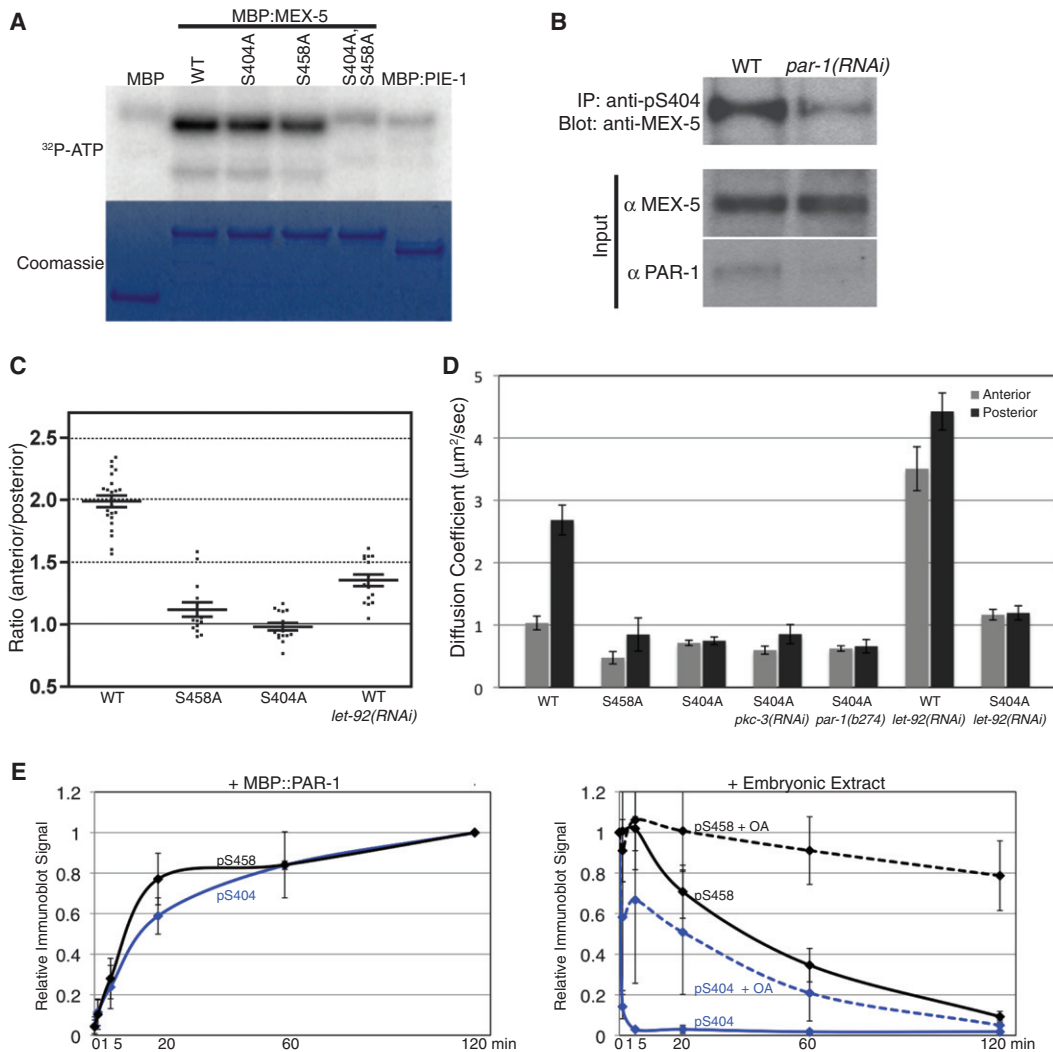 A
MBP:MEX-5
MBP
WT
S404A
S458A
S404A,
S458A
MBP:PIE-1
32P-ATP
Coomassie
B
WT
par-1(RNAi)
IP: anti-pS404
Blot: anti-MEX-5
Input
α MEX-5
α PAR-1
C
Ratio (anterior/posterior)
2.5
2.0
1.5
1.0
0.5
WT
S458A
S404A
WT
let-92(RNAi)
D
Diffusion Coefficient (μm²/sec)
5
4
3
2
1
0
Anterior
Posterior
WT
S458A
S404A
S404A
pkc-3(RNAi)
S404A
par-1(b274)
WT
let-92(RNAi)
S404A
let-92(RNAi)
E
+ MBP::PAR-1
Relative Immunoblot Signal
1.2
1
0.8
0.6
0.4
0.2
0
pS458
pS404
01 5 20 60 120 min
+ Embryonic Extract
Relative Immunoblot Signal
1.2
1
0.8
0.6
0.4
0.2
0
pS458 + OA
pS458
pS404 + OA
pS404
01 5 20 60 120 min